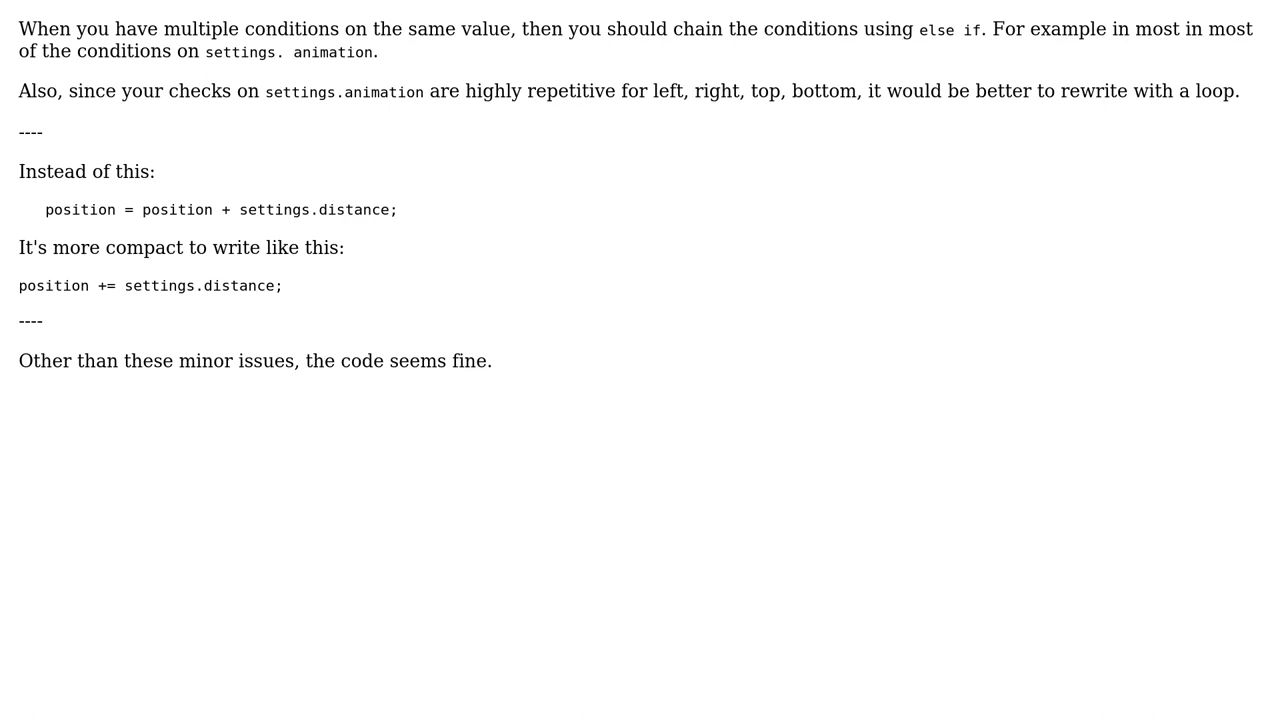 When you have multiple conditions on the same value, then you should chain the conditions using else if. For example in most in most
of the conditions on settings. animation.
Also, since your checks on settings.animation are highly repetitive for left, right, top, bottom, it would be better to rewrite with a loop.
----
Instead of this:
position = position + settings.distance;
It's more compact to write like this:
position += settings.distance;
----
Other than these minor issues, the code seems fine.